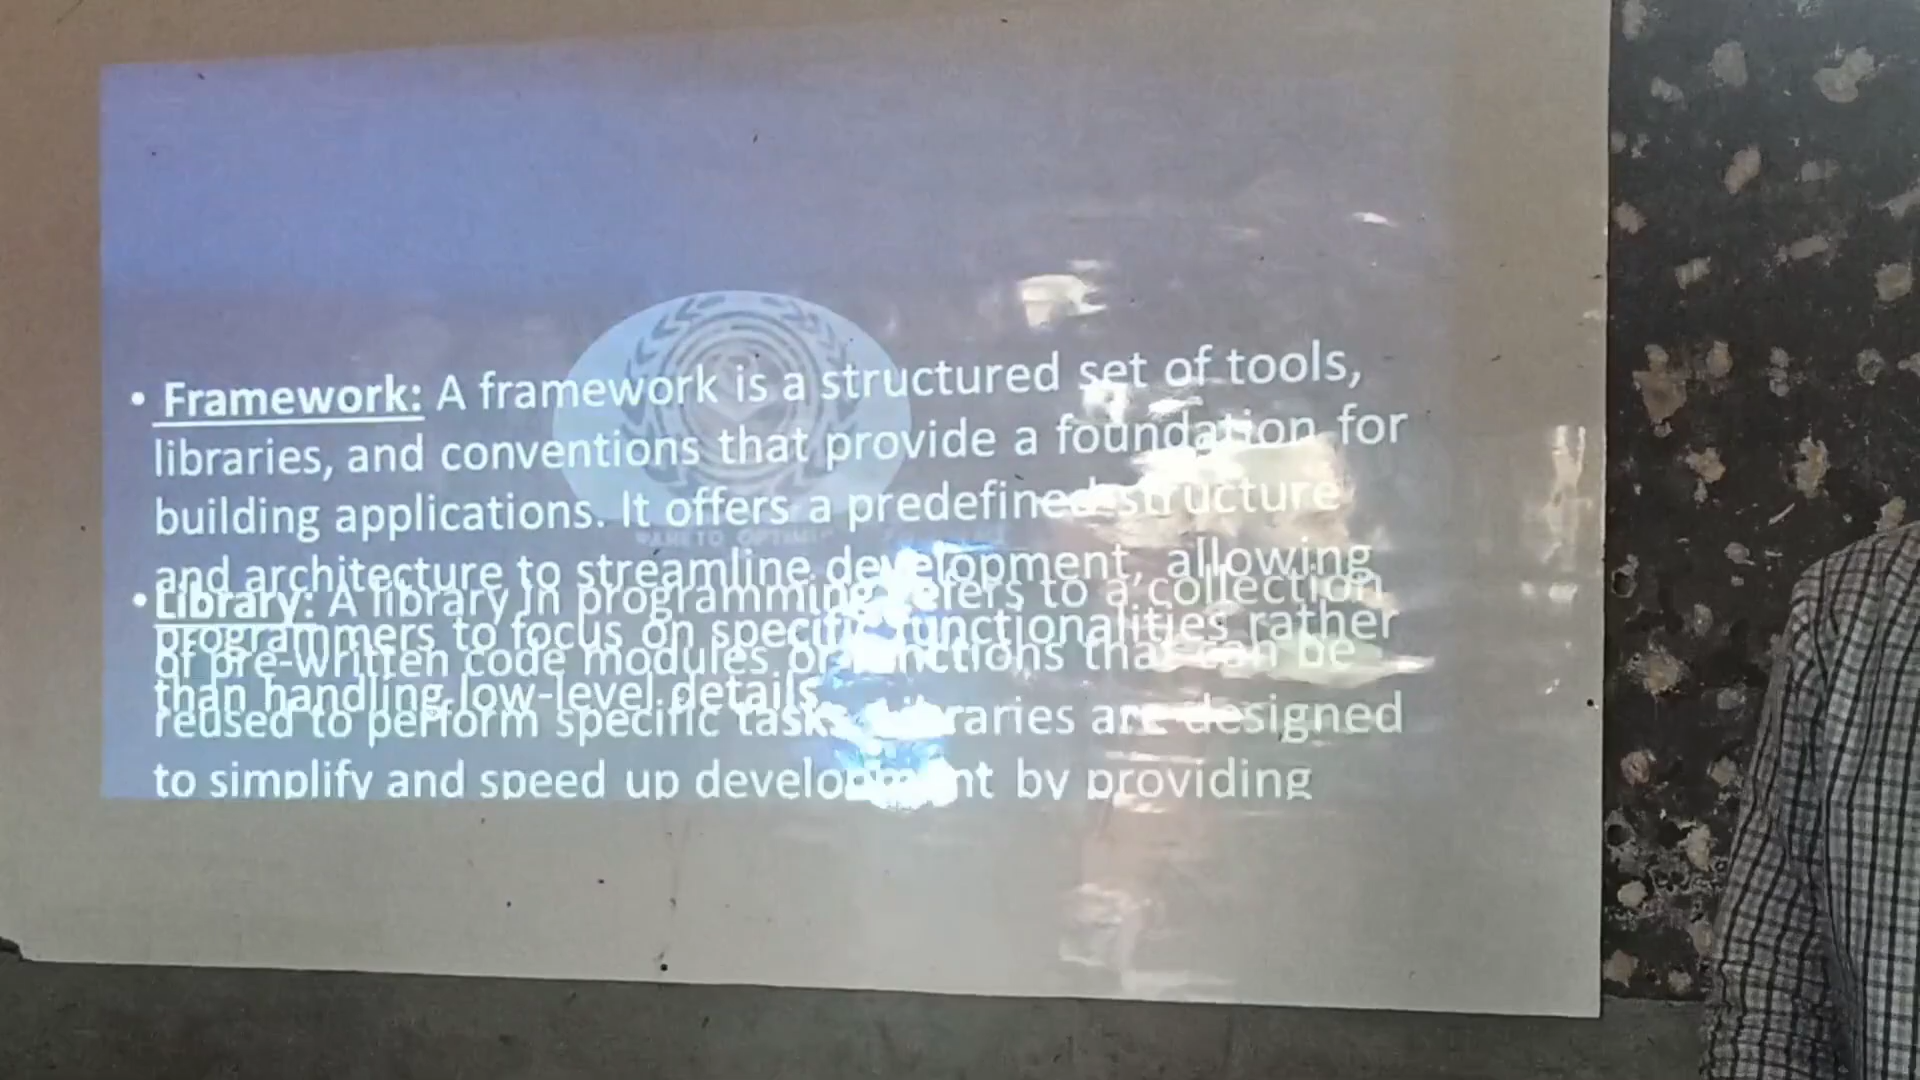 • Framework: A framework is a structured set of tools,
libraries, and conventions that provide a foundation for
building applications. It offers a predefined structure
and architecture to streamline development, allowing
programmers to focus on specific functionalities rather
than handling low-level details.
• Library: A library in programming refers to a collection
of pre-written code modules or functions that can be
reused to perform specific tasks. Libraries are designed
to simplify and speed up development by providing
PARETO OPTIMIC